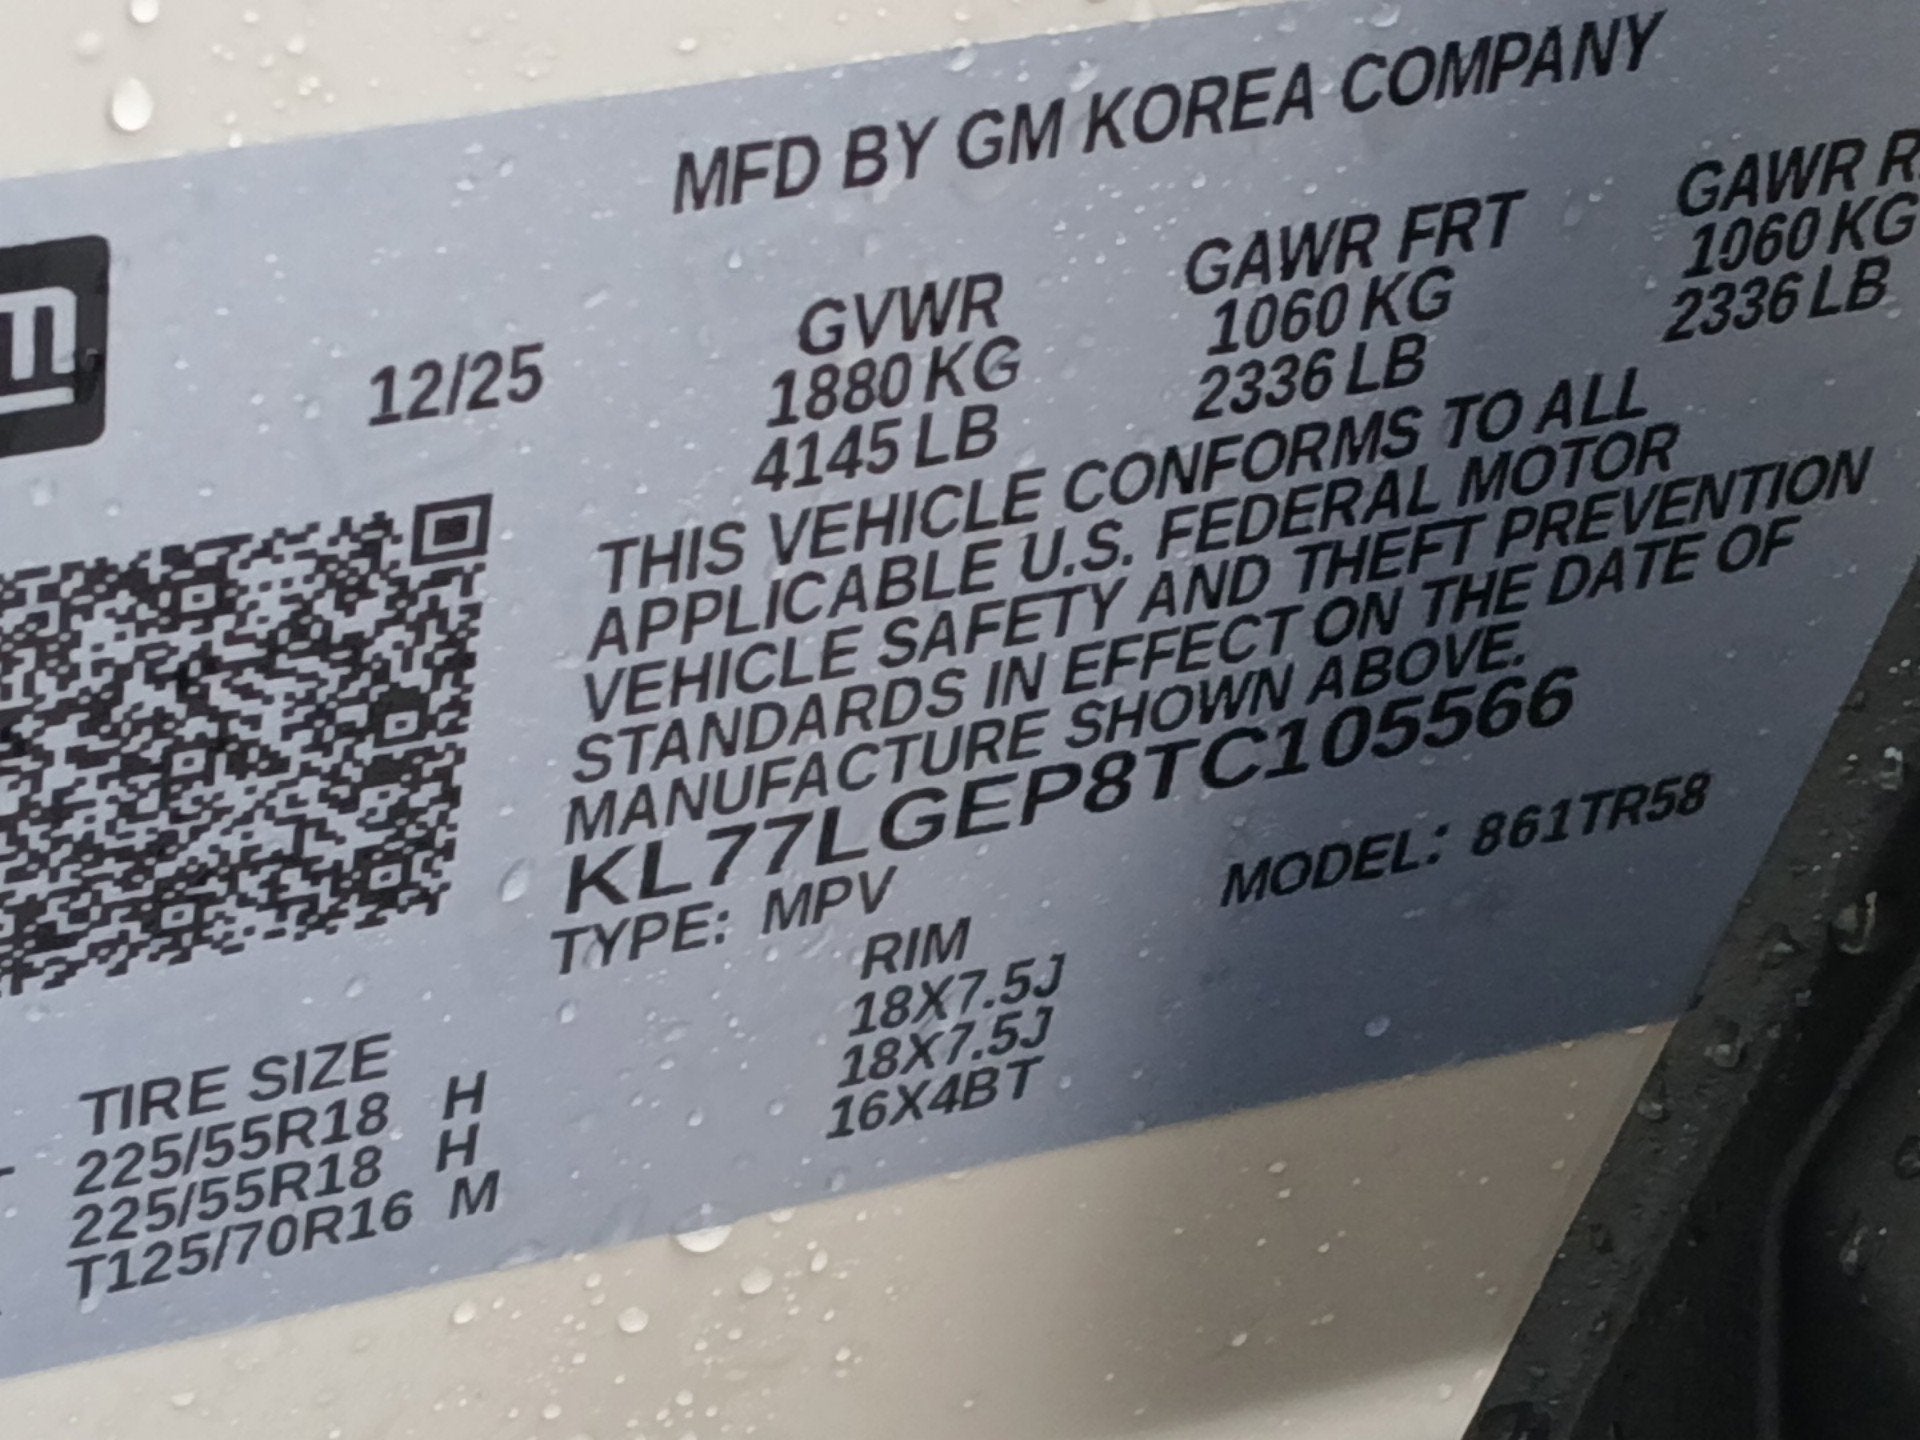 MFD BY GM KOREA COMPANY
12/25
GVWR GAWR FRT GAWR
1880 KG 1060 KG 1060 KG
4145 LB 2336 LB 2336 LB
THIS VEHICLE CONFORMS TO ALL
APPLICABLE U.S. FEDERAL MOTOR
VEHICLE SAFETY AND THEFT PREVENTION
STANDARDS IN EFFECT ON THE DATE OF
MANUFACTURE SHOWN ABOVE.
KL77LGEP8TC105566
TYPE: MPV MODEL: 861TR58
TIRE SIZE RIM
225/55R18 H 18X7.5J
225/55R18 H 18X7.5J
T125/70R16 M 16X4BT